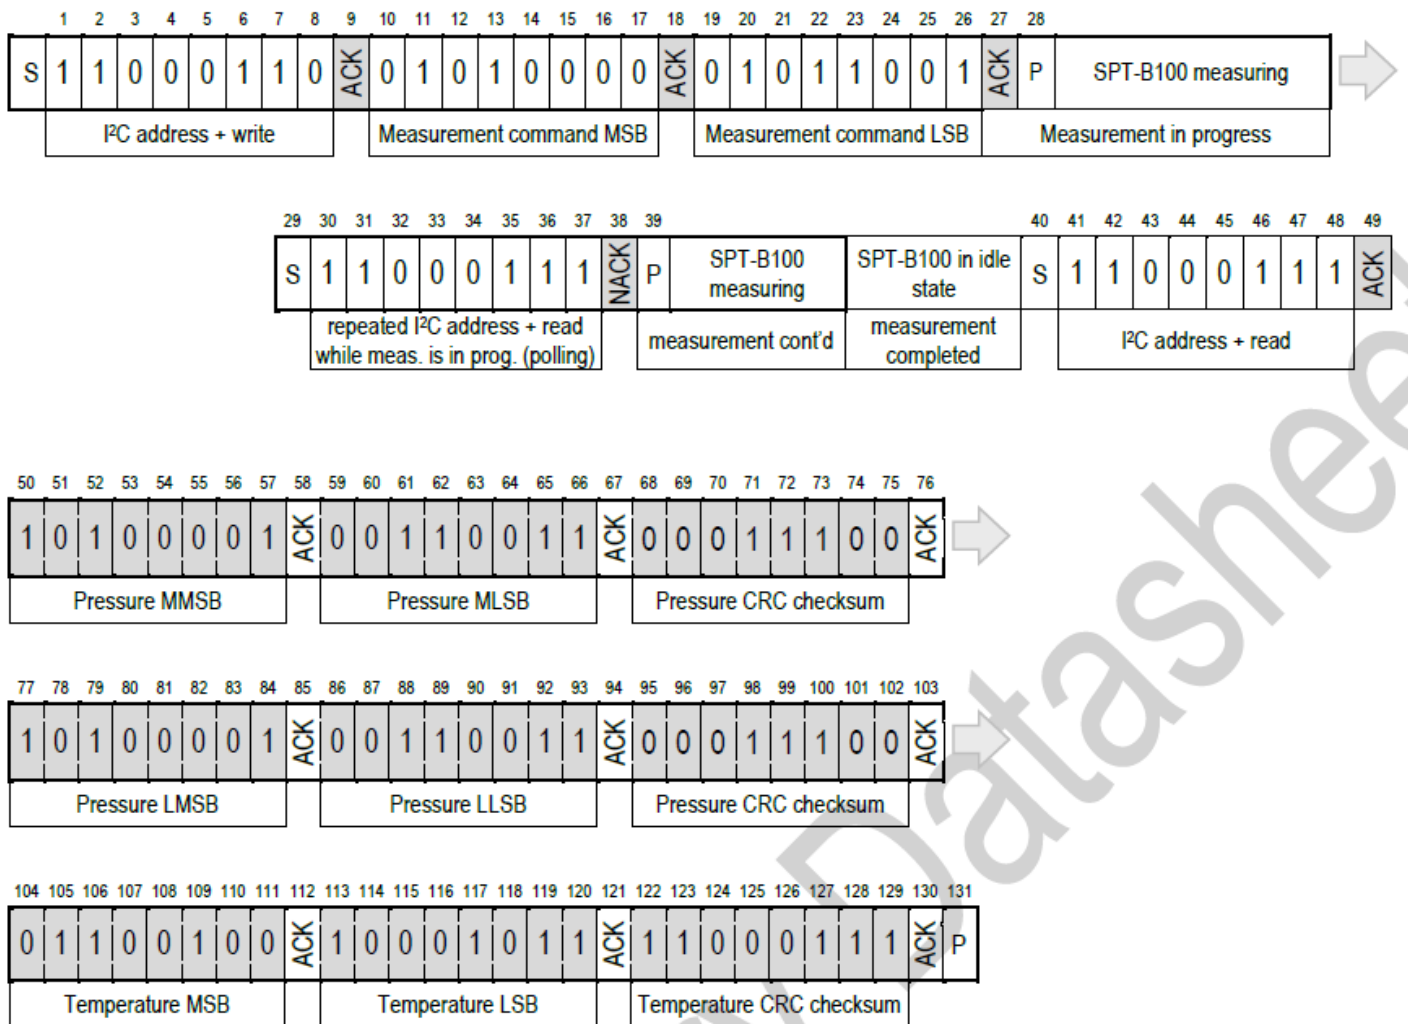 1 2 3 4 5 6 7 8 9 10 11 12 13 14 15 16 17 18 19 20 21 22 23 24 25 26 27 28
S 1 1 0 0 0 1 1 0 ACK 0 1 0 1 0 0 0 0 ACK 0 1 0 1 1 0 0 1 ACK P SPT-B100 measuring
I²C address + write Measurement command MSB Measurement command LSB Measurement in progress
29 30 31 32 33 34 35 36 37 38 39 40 41 42 43 44 45 46 47 48 49
S 1 1 0 0 0 1 1 1 NACK P SPT-B100 measuring SPT-B100 in idle state S 1 1 0 0 0 1 1 1 ACK
repeated I²C address + read
while meas. is in prog. (polling)
measurement cont'd
measurement
completed
I²C address + read
50 51 52 53 54 55 56 57 58 59 60 61 62 63 64 65 66 67 68 69 70 71 72 73 74 75 76
1 0 1 0 0 0 0 1 ACK 0 0 1 1 0 0 1 1 ACK 0 0 0 1 1 1 0 0 ACK
Pressure MMSB Pressure MLSB Pressure CRC checksum
77 78 79 80 81 82 83 84 85 86 87 88 89 90 91 92 93 94 95 96 97 98 99 100 101 102 103
1 0 1 0 0 0 0 1 ACK 0 0 1 1 0 0 1 1 ACK 0 0 0 1 1 1 0 0 ACK
Pressure LMSB Pressure LLSB Pressure CRC checksum
104 105 106 107 108 109 110 111 112 113 114 115 116 117 118 119 120 121 122 123 124 125 126 127 128 129 130 131
0 1 1 0 0 1 0 0 ACK 1 0 0 0 1 0 1 1 ACK 1 1 0 0 0 1 1 1 ACK P
Temperature MSB Temperature LSB Temperature CRC checksum
y Datashee